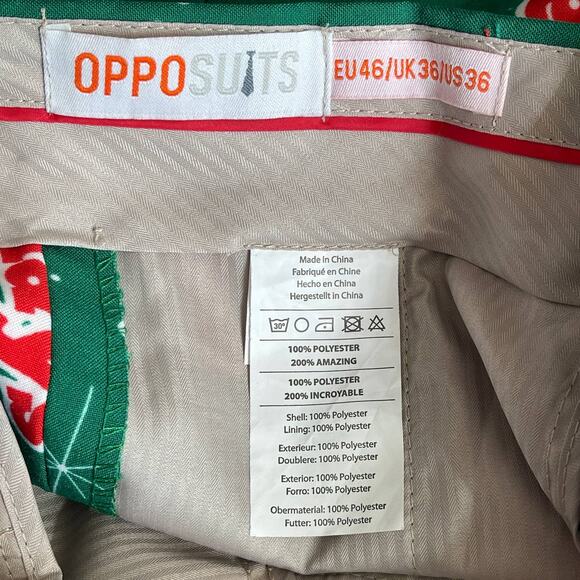 OPPOSUITS
EU46/UK36/US36
Made in China
Fabriqué en Chine
Hecho en China
Hergestellt in China
30°
100% POLYESTER
200% AMAZING
100% POLYESTER
200% INCROYABLE
Shell: 100% Polyester
Lining: 100% Polyester
Exterieur: 100% Polyester
Doublere: 100% Polyester
Exterior: 100% Polyester
Forro: 100% Polyester
Obermaterial: 100% Polyester
Futter: 100% Polyester